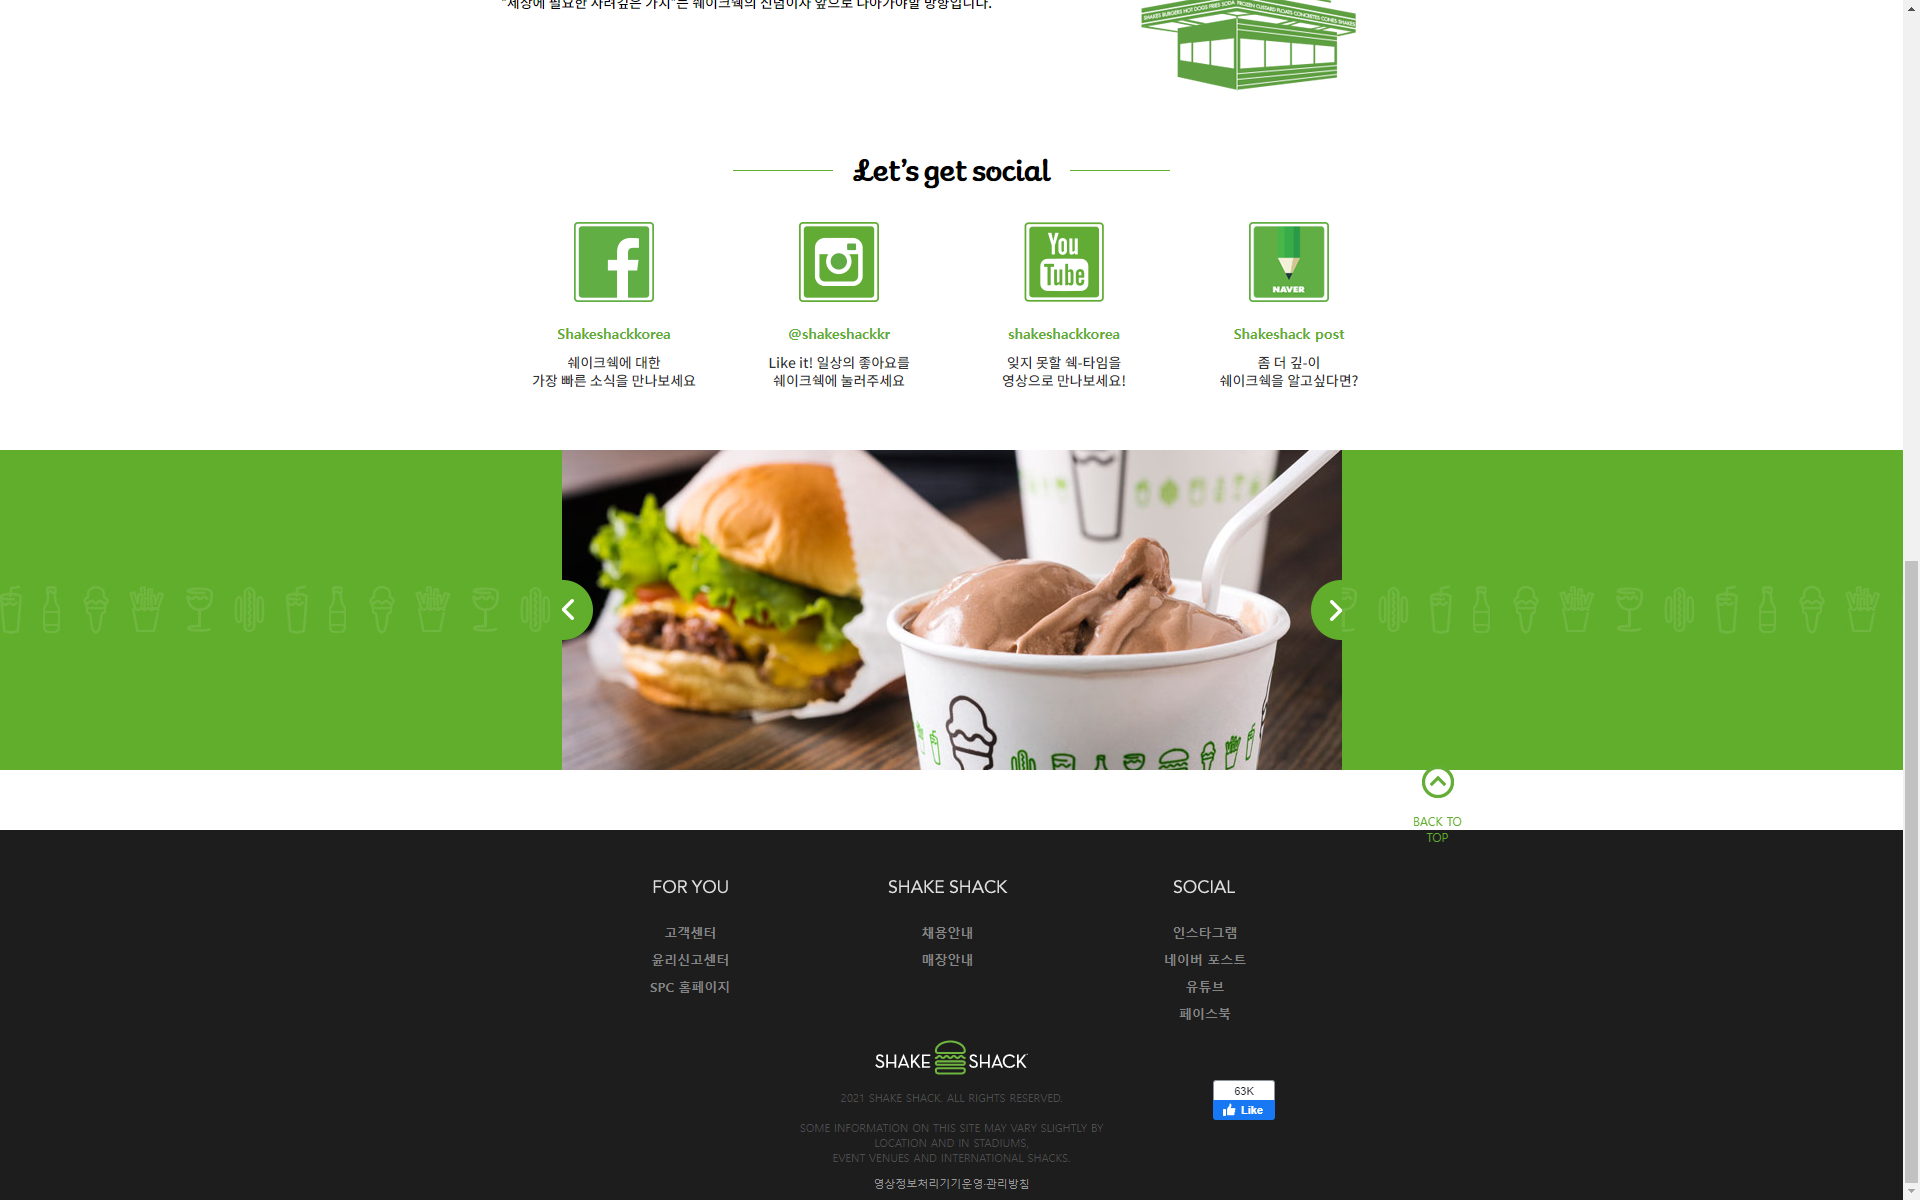 "세상에 필요한 사려깊은 가치"는 쉐이크쉑의 신념이자 앞으로 나아가야할 방향입니다.
SHAKES BURGERS HOT DOGS FRIES SODA FROZEN CUSTARD FLOATS CONCRETES CONES SHAKES
Let's get social
You
Tube
NAVER
Shakeshackkorea
@shakeshackkr
shakeshackkorea
Shakeshack post
쉐이크쉑에 대한
가장 빠른 소식을 만나보세요
Like it! 일상의 좋아요를
쉐이크쉑에 눌러주세요
잊지 못할 쉑-타임을
영상으로 만나보세요!
좀 더 깊-이
쉐이크쉑을 알고싶다면?
BACK TO
TOP
FOR YOU
고객센터
윤리신고센터
SPC 홈페이지
SHAKE SHACK
채용안내
매장안내
SOCIAL
인스타그램
네이버 포스트
유튜브
페이스북
SHAKE SHACK
2021 SHAKE SHACK. ALL RIGHTS RESERVED.
SOME INFORMATION ON THIS SITE MAY VARY SLIGHTLY BY
LOCATION AND IN STADIUMS,
EVENT VENUES AND INTERNATIONAL SHACKS.
영상정보처리기기운영·관리방침
63K
Like